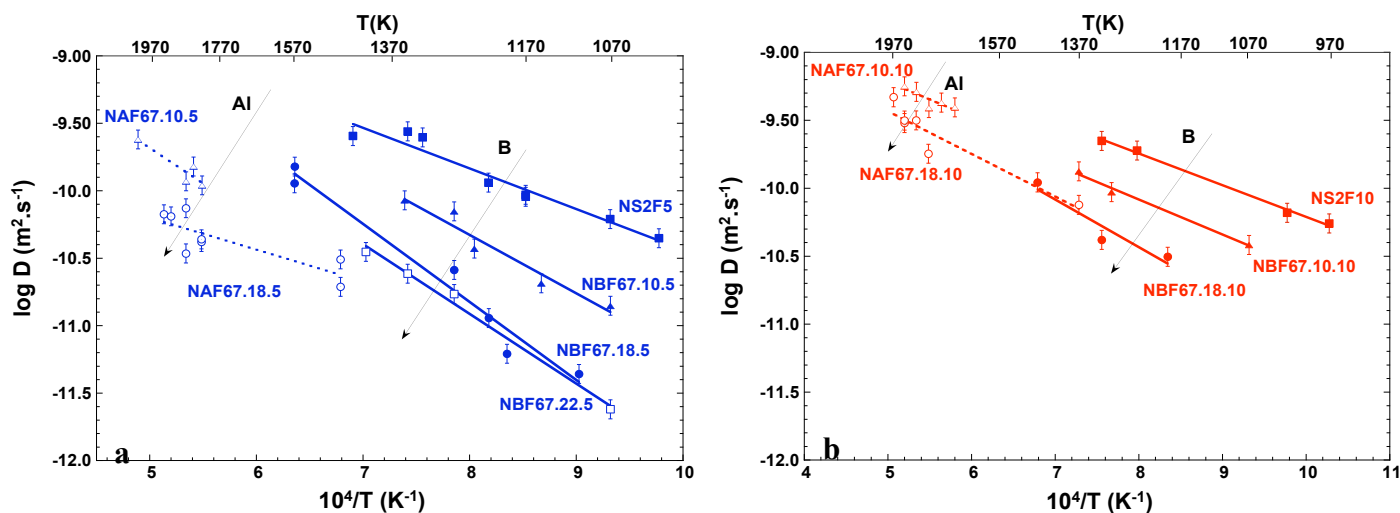 T(K)
1970 1770 1570 1370 1170 1070
-9.00
-9.50
-10.0
-10.5
-11.0
-11.5
-12.0
log D (m².s⁻¹)
NAF67.10.5
Al
B
NS2F5
NAF67.18.5
NBF67.10.5
NBF67.18.5
NBF67.22.5
a
5 6 7 8 9 10
10⁴/T (K⁻¹)
T(K)
1970 1570 1370 1170 1070 970
-9.00
-9.50
-10.0
-10.5
-11.0
-11.5
-12.0
log D (m².s⁻¹)
NAF67.10.10
Al
B
NAF67.18.10
NS2F10
NBF67.10.10
NBF67.18.10
b
4 5 6 7 8 9 10 11
10⁴/T (K⁻¹)